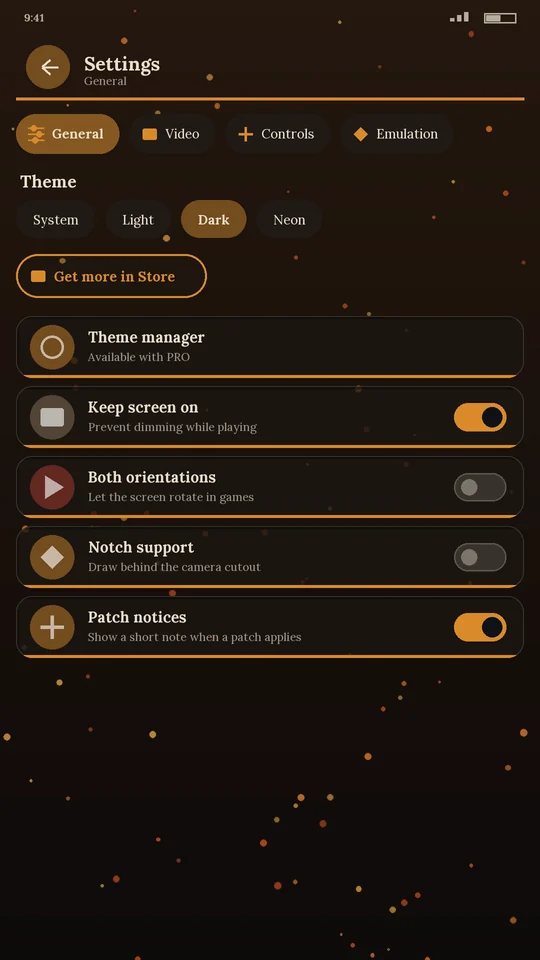 9:41
Settings
General
General
Video
Controls
Emulation
Theme
System
Light
Dark
Neon
Get more in Store
Theme manager
Available with PRO
Keep screen on
Prevent dimming while playing
Both orientations
Let the screen rotate in games
Notch support
Draw behind the camera cutout
Patch notices
Show a short note when a patch applies